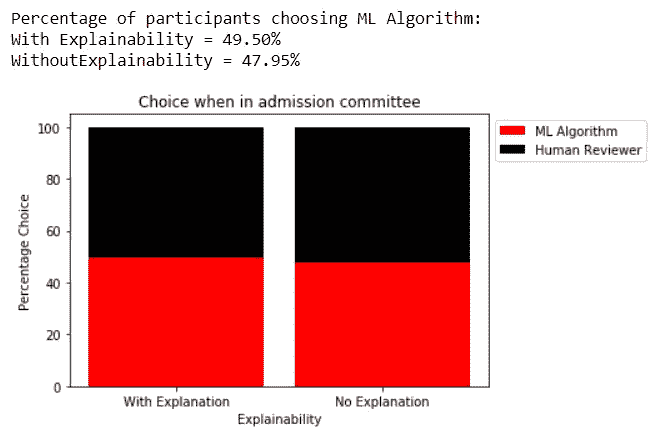 Percentage of participants choosing ML Algorithm:
With Explainability = 49.50%
WithoutExplainability = 47.95%
Choice when in admission committee
100
80
60
40
20
0
Percentage Choice
With Explanation
No Explanation
Explainability
ML Algorithm
Human Reviewer